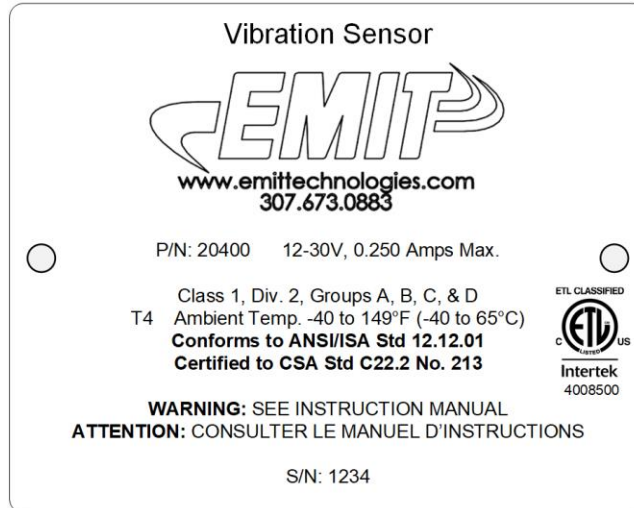 Vibration Sensor
EMIT
www.emittechnologies.com
307.673.0883
P/N: 20400 12-30V, 0.250 Amps Max.
Class 1, Div. 2, Groups A, B, C, & D
T4 Ambient Temp. -40 to 149°F (-40 to 65°C)
Conforms to ANSI/ISA Std 12.12.01
Certified to CSA Std C22.2 No. 213
ETL CLASSIFIED
C ETL US
LISTED
Intertek
4008500
WARNING: SEE INSTRUCTION MANUAL
ATTENTION: CONSULTER LE MANUEL D'INSTRUCTIONS
S/N: 1234